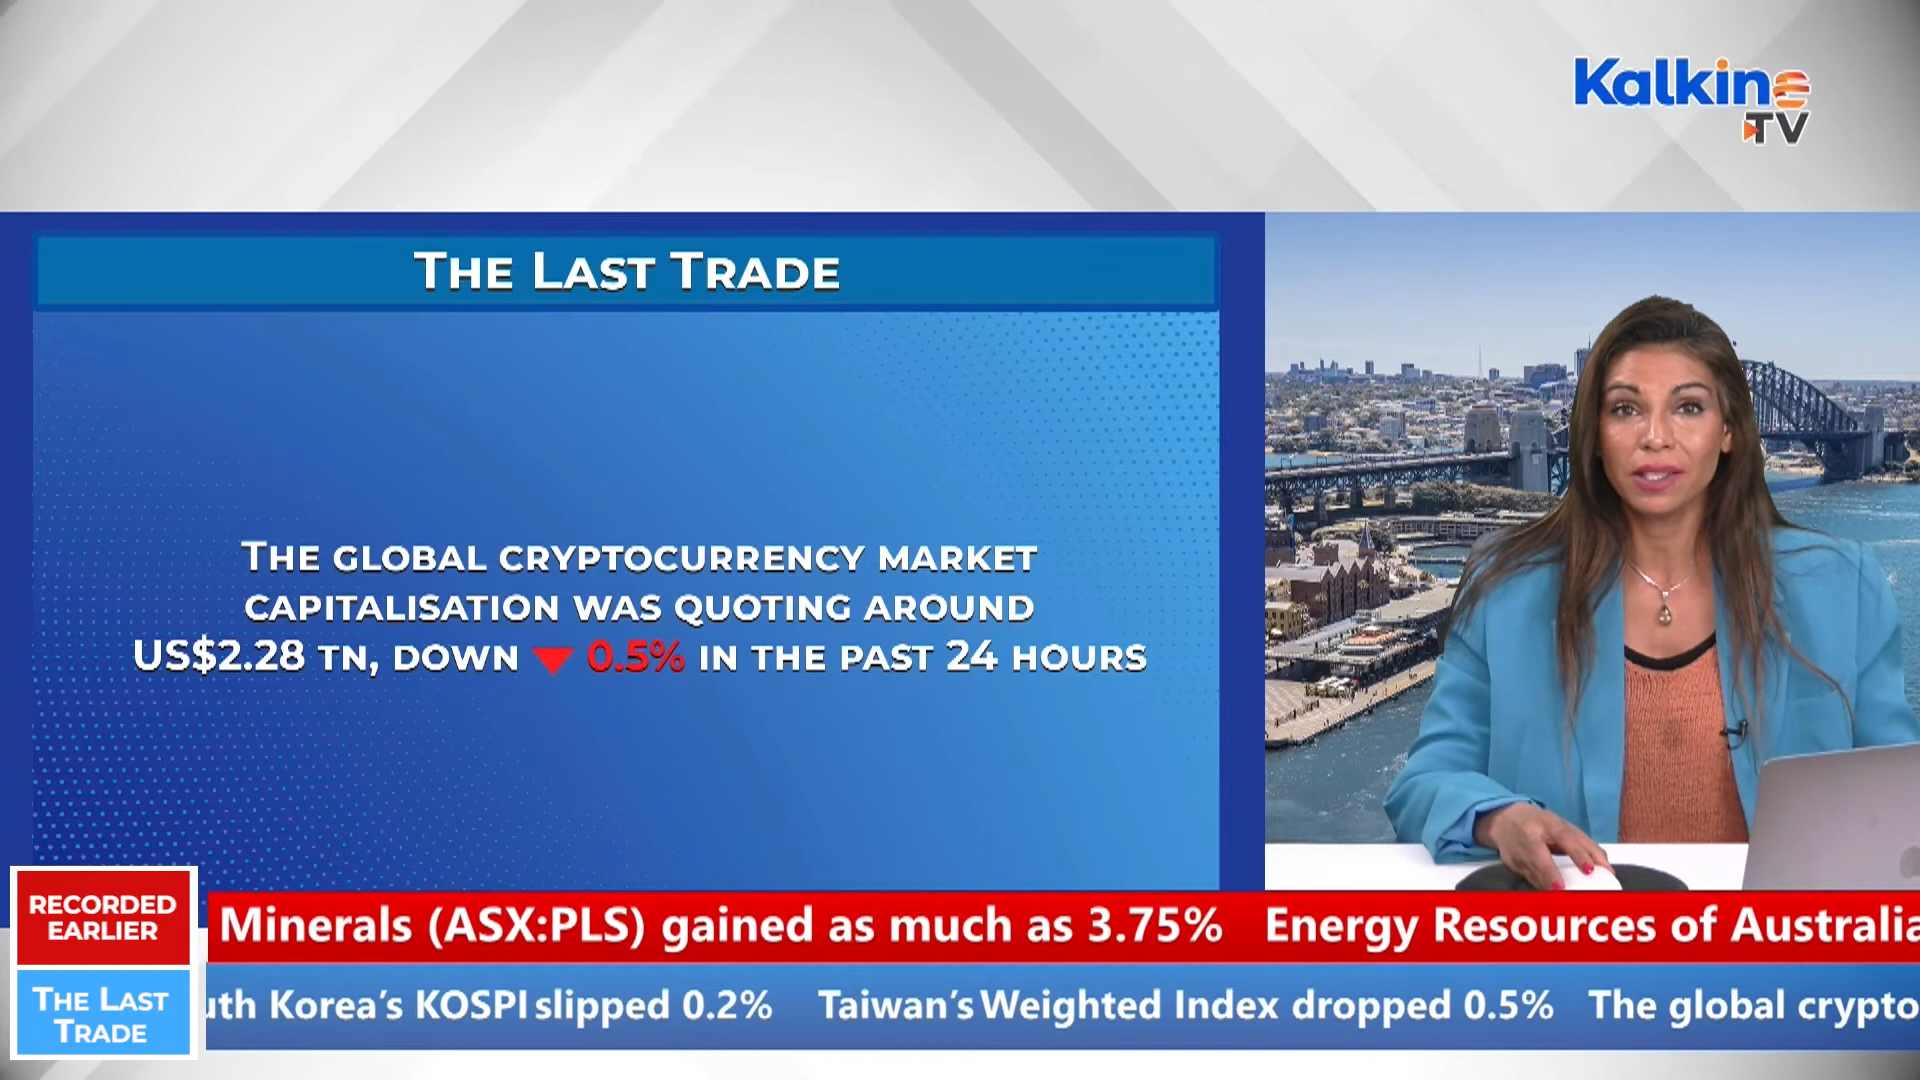 Kalkine
TV
THE LAST TRADE
THE GLOBAL CRYPTOCURRENCY MARKET
CAPITALISATION WAS QUOTING AROUND
US$2.28 TN, DOWN ▼ 0.5% IN THE PAST 24 HOURS
RECORDED
EARLIER
Minerals (ASX:PLS) gained as much as 3.75% Energy Resources of Australia
THE LAST
TRADE
uth Korea's KOSPI slipped 0.2% Taiwan's Weighted Index dropped 0.5% The global crypto